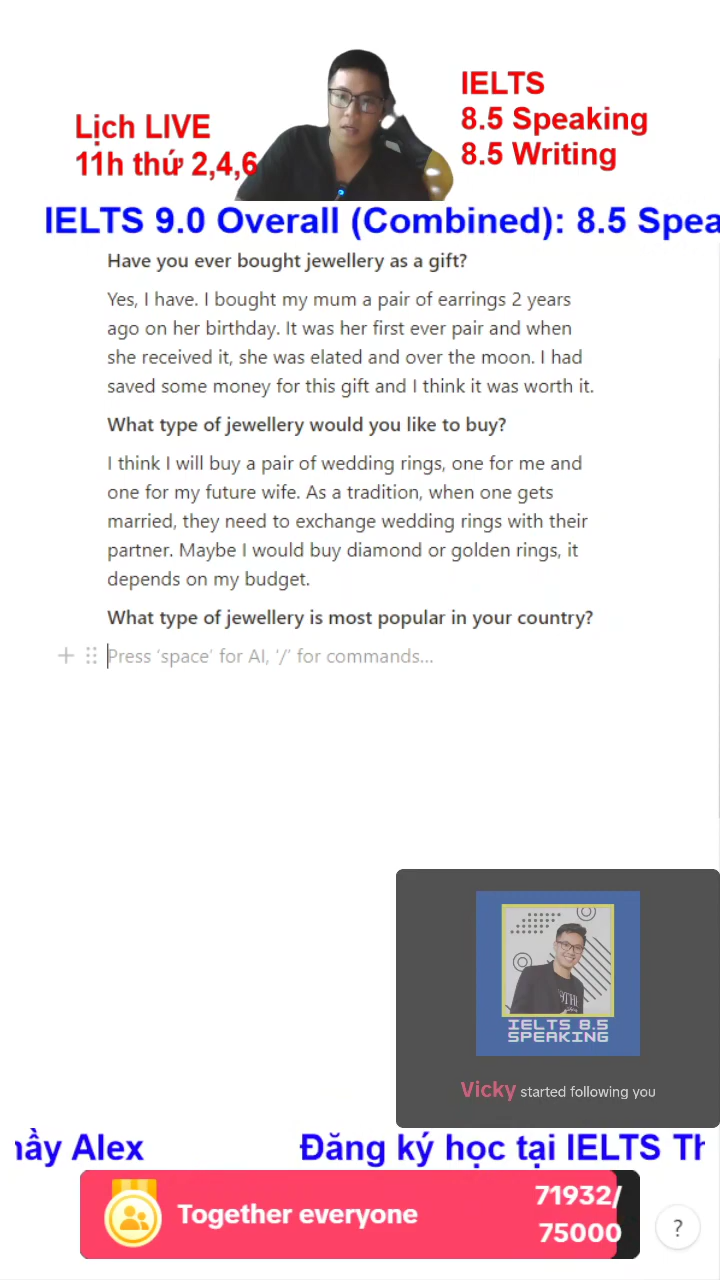 Lịch LIVE
11h thứ 2,4,6
IELTS
8.5 Speaking
8.5 Writing
IELTS 9.0 Overall (Combined): 8.5 Spea
Have you ever bought jewellery as a gift?
Yes, I have. I bought my mum a pair of earrings 2 years
ago on her birthday. It was her first ever pair and when
she received it, she was elated and over the moon. I had
saved some money for this gift and I think it was worth it.
What type of jewellery would you like to buy?
I think I will buy a pair of wedding rings, one for me and
one for my future wife. As a tradition, when one gets
married, they need to exchange wedding rings with their
partner. Maybe I would buy diamond or golden rings, it
depends on my budget.
What type of jewellery is most popular in your country?
Press ‘space’ for AI, ‘/’ for commands…
IELTS 8.5
SPEAKING
Vicky started following you
hầy Alex Đăng ký học tại IELTS Th
Together everyone
71932/
75000
?